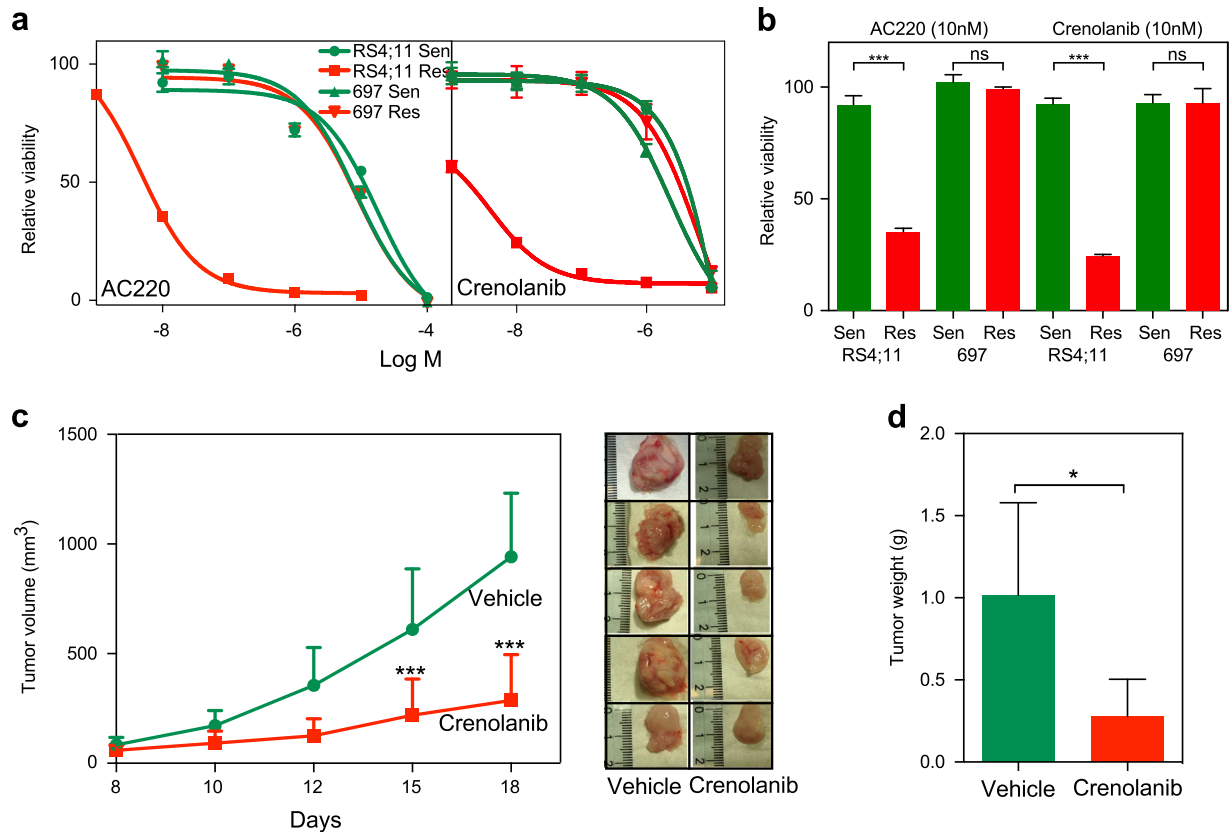 a
RS4;11 Sen
RS4;11 Res
697 Sen
697 Res
100
50
0
Relative viability
AC220
Crenolanib
-8
-6
-4
-8
-6
Log M
b
AC220 (10nM)
Crenolanib (10nM)
***
ns
***
ns
100
50
0
Relative viability
Sen
Res
Sen
Res
Sen
Res
Sen
Res
RS4;11
697
RS4;11
697
c
1500
1000
500
0
Tumor volume (mm³)
Vehicle
***
***
Crenolanib
8
10
12
15
18
Days
Vehicle
Crenolanib
d
2.0
1.5
1.0
0.5
0.0
Tumor weight (g)
*
Vehicle
Crenolanib